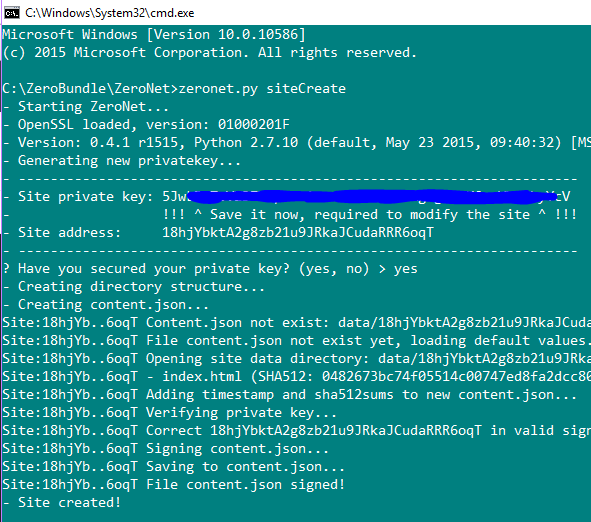 C:\Windows\System32\cmd.exe
Microsoft Windows [Version 10.0.10586]
(c) 2015 Microsoft Corporation. All rights reserved.
C:\ZeroBundle\ZeroNet>zeronet.py siteCreate
- Starting ZeroNet...
- OpenSSL loaded, version: 01000201F
- Version: 0.4.1 r1515, Python 2.7.10 (default, May 23 2015, 09:40:32) [MS
- Generating new privatekey...
- ----------------------------------------------------------------------
- Site private key:
-                   !!! ^ Save it now, required to modify the site ^ !!!
- Site address:     18hjYbktA2g8zb21u9JRkaJCudaRRR6oqT
- ----------------------------------------------------------------------
? Have you secured your private key? (yes, no) > yes
- Creating directory structure...
- Creating content.json...
Site:18hjYb..6oqT Content.json not exist: data/18hjYbktA2g8zb21u9JRkaJCuda
Site:18hjYb..6oqT File content.json not exist yet, loading default values.
Site:18hjYb..6oqT Opening site data directory: data/18hjYbktA2g8zb21u9JRka
Site:18hjYb..6oqT - index.html (SHA512: 0482673bc74f05514c00747ed8fa2dcc80
Site:18hjYb..6oqT Adding timestamp and sha512sums to new content.json...
Site:18hjYb..6oqT Verifying private key...
Site:18hjYb..6oqT Correct 18hjYbktA2g8zb21u9JRkaJCudaRRR6oqT in valid sign
Site:18hjYb..6oqT Signing content.json...
Site:18hjYb..6oqT Saving to content.json...
Site:18hjYb..6oqT File content.json signed!
- Site created!